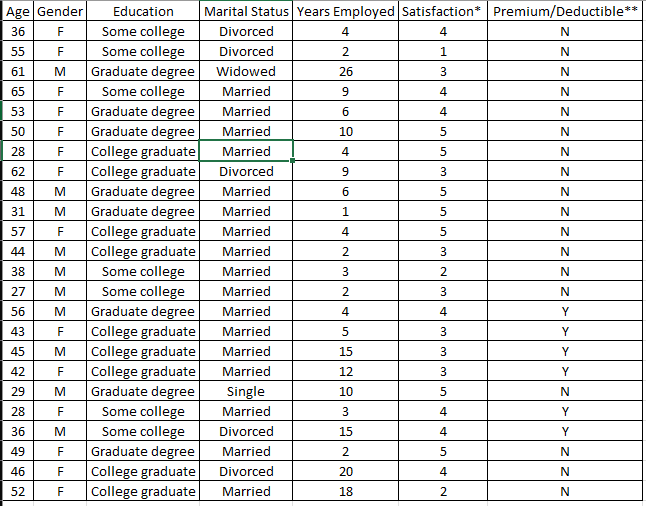 Age Gender Education Marital Status Years Employed Satisfaction* Premium/Deductible**
36 F Some college Divorced 4 4 N
55 F Some college Divorced 2 1 N
61 M Graduate degree Widowed 26 3 N
65 F Some college Married 9 4 N
53 F Graduate degree Married 6 4 N
50 F Graduate degree Married 10 5 N
28 F College graduate Married 4 5 N
62 F College graduate Divorced 9 3 N
48 M Graduate degree Married 6 5 N
31 M Graduate degree Married 1 5 N
57 F College graduate Married 4 5 N
44 M College graduate Married 2 3 N
38 M Some college Married 3 2 N
27 M Some college Married 2 3 N
56 M Graduate degree Married 4 4 Y
43 F College graduate Married 5 3 Y
45 M College graduate Married 15 3 Y
42 F College graduate Married 12 3 Y
29 M Graduate degree Single 10 5 N
28 F Some college Married 3 4 Y
36 M Some college Divorced 15 4 Y
49 F Graduate degree Married 2 5 N
46 F College graduate Divorced 20 4 N
52 F College graduate Married 18 2 N